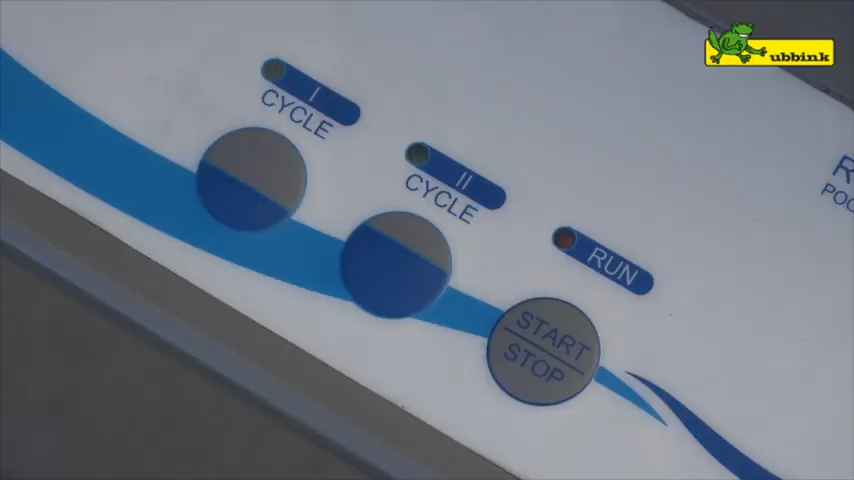 ubbink
I
CYCLE
II
CYCLE
RUN
START
STOP